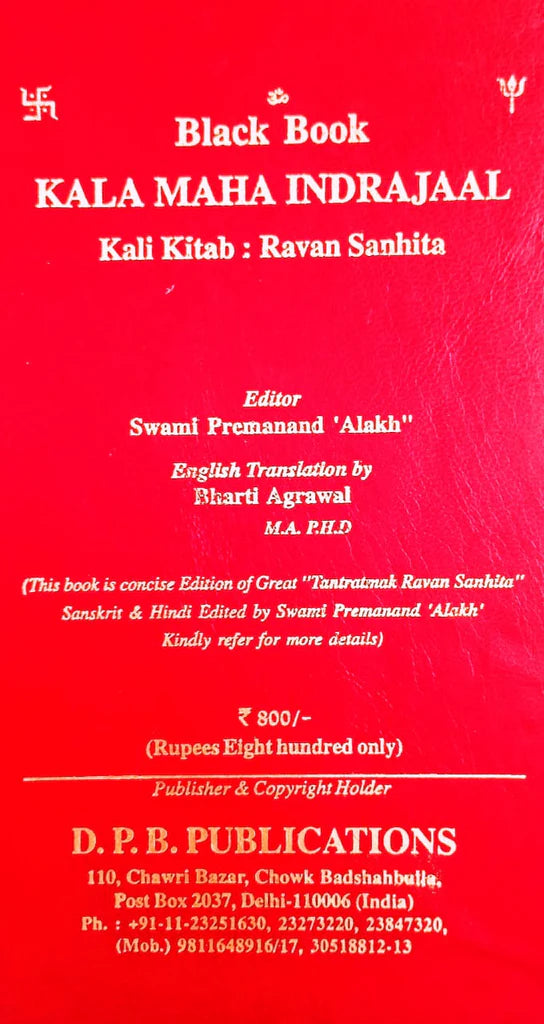 ॐ
Black Book
KALA MAHA INDRAJAAL
Kali Kitab : Ravan Sanhita
Editor
Swami Premanand 'Alakh"
English Translation by
Bharti Agrawal
M.A. P.H.D
(This book is concise Edition of Great "Tantratmak Ravan Sanhita"
Sanskrit & Hindi Edited by Swami Premanand 'Alakh'
Kindly refer for more details)
₹ 800/-
(Rupees Eight hundred only)
Publisher & Copyright Holder
D. P. B. PUBLICATIONS
110, Chawri Bazar, Chowk Badshahbulla,
Post Box 2037, Delhi-110006 (India)
Ph. : +91-11-23251630, 23273220, 23847320,
(Mob.) 9811648916/17, 30518812-13